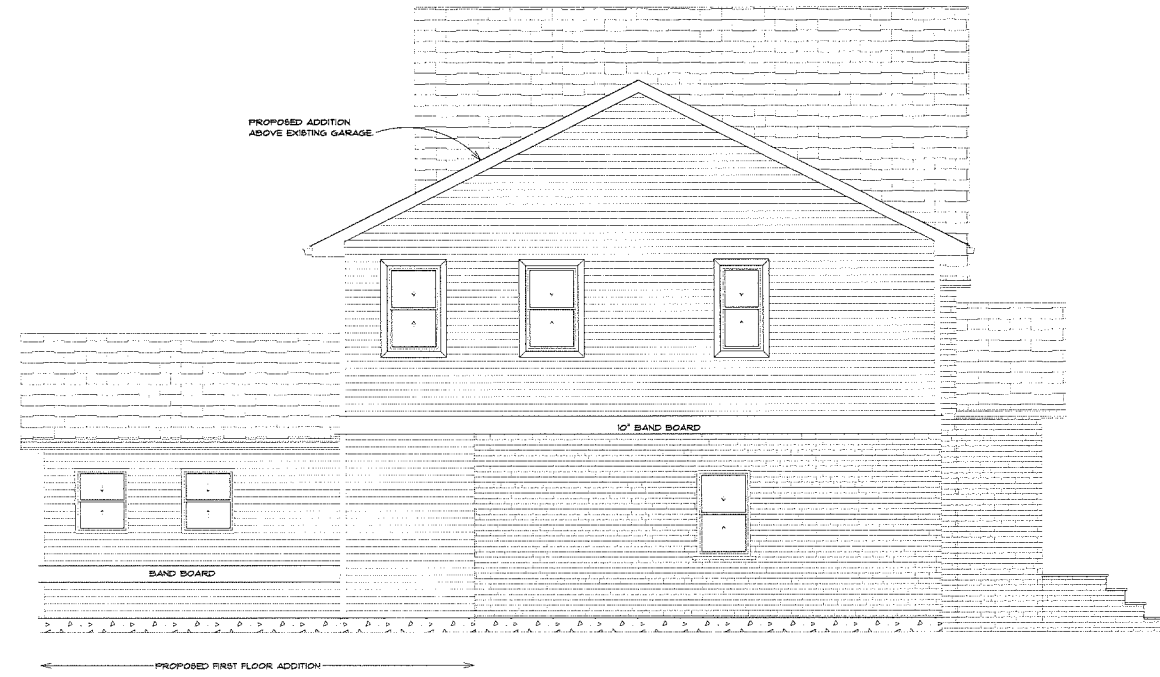 PROPOSED ADDITION
ABOVE EXISTING GARAGE.
10" BAND BOARD
BAND BOARD
PROPOSED FIRST FLOOR ADDITION